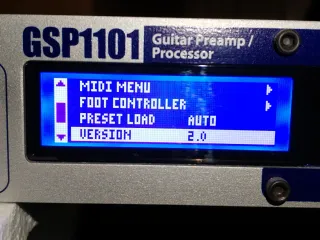 GSP1101
Guitar Preamp /
Processor
MIDI MENU
FOOT CONTROLLER
PRESET LOAD AUTO
VERSION 2.0